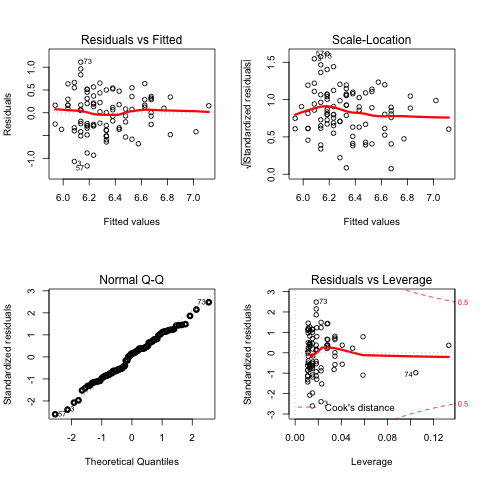 Residuals vs Fitted
Residuals
-1.0
0.0
0.5
1.0
73
3
57
6.0 6.2 6.4 6.6 6.8 7.0
Fitted values
Scale-Location
√|Standardized residuals|
0.0
0.5
1.0
1.5
6.0 6.2 6.4 6.6 6.8 7.0
Fitted values
Normal Q-Q
Standardized residuals
-2
-1
0
1
2
3
73
57
-2 -1 0 1 2
Theoretical Quantiles
Residuals vs Leverage
Standardized residuals
-3
-2
-1
0
1
2
3
73
74
3
0.5
0.5
Cook's distance
0.00 0.04 0.08 0.12
Leverage